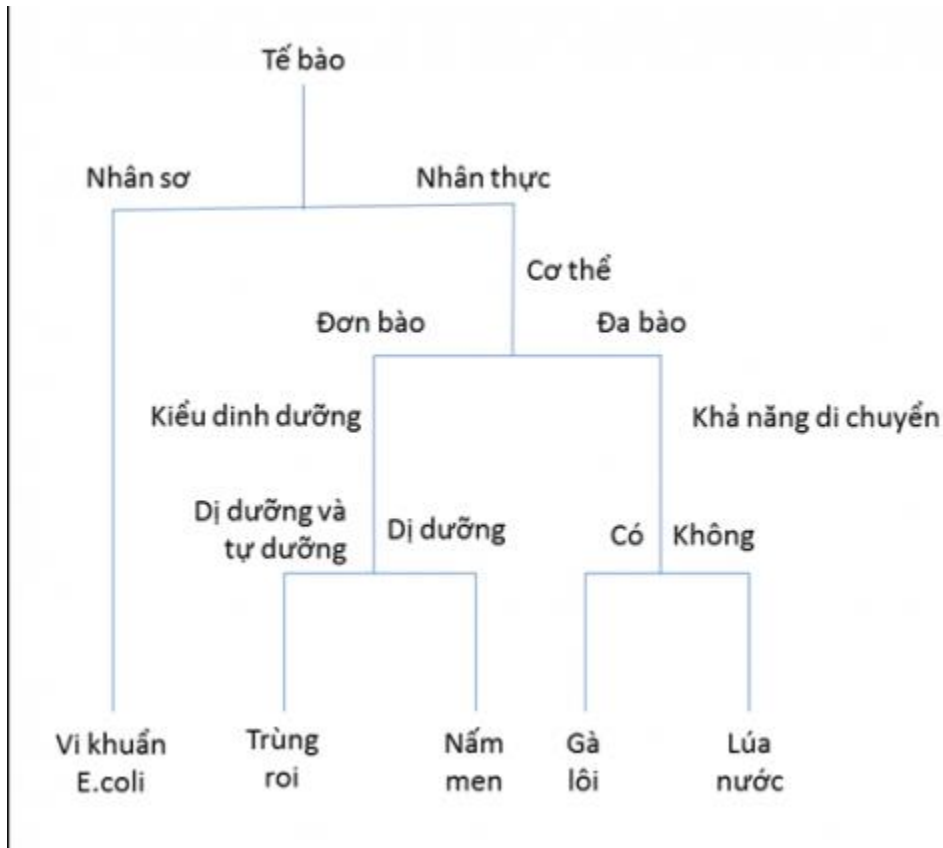 Tế bào
Nhân sơ
Nhân thực
Cơ thể
Đơn bào
Đa bào
Kiểu dinh dưỡng
Khả năng di chuyển
Dị dưỡng và
tự dưỡng
Dị dưỡng
Có
Không
Vi khuẩn
E.coli
Trùng
roi
Nấm
men
Gà
lôi
Lúa
nước